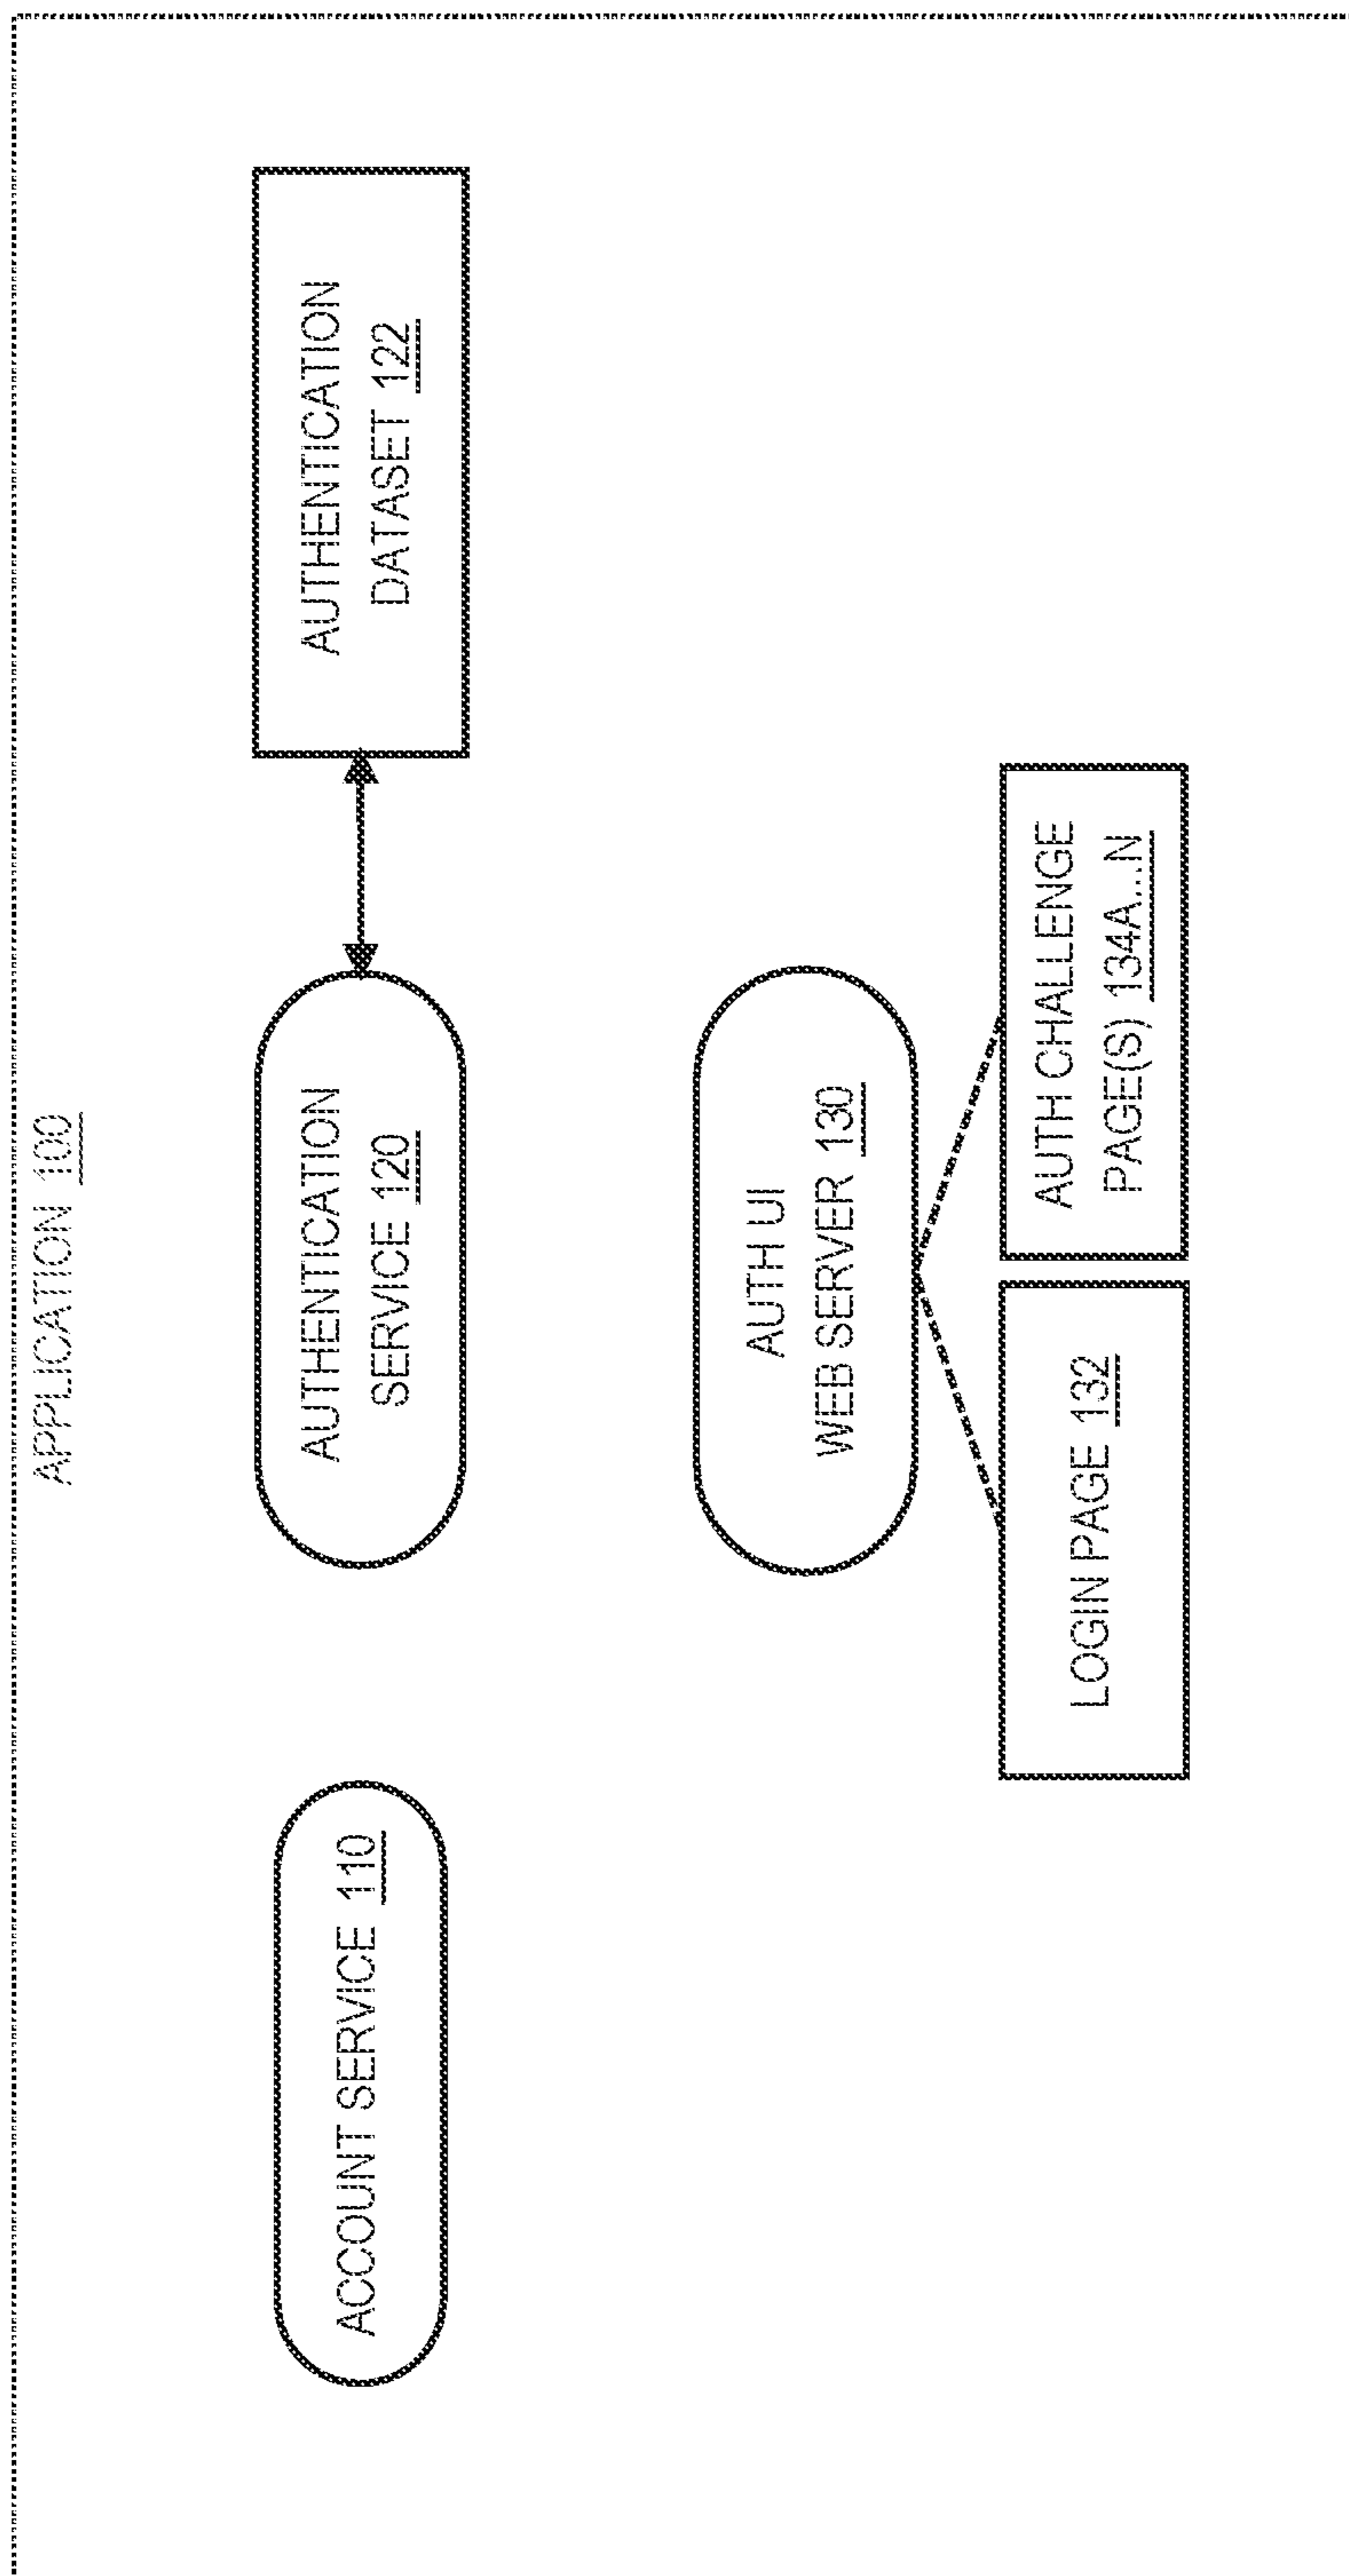 APPLICATION 100
ACCOUNT SERVICE 110
AUTHENTICATION
SERVICE 120
AUTHENTICATION
DATASET 122
AUTH UI
WEB SERVER 130
LOGIN PAGE 132
AUTH CHALLENGE
PAGE(S) 134A...N